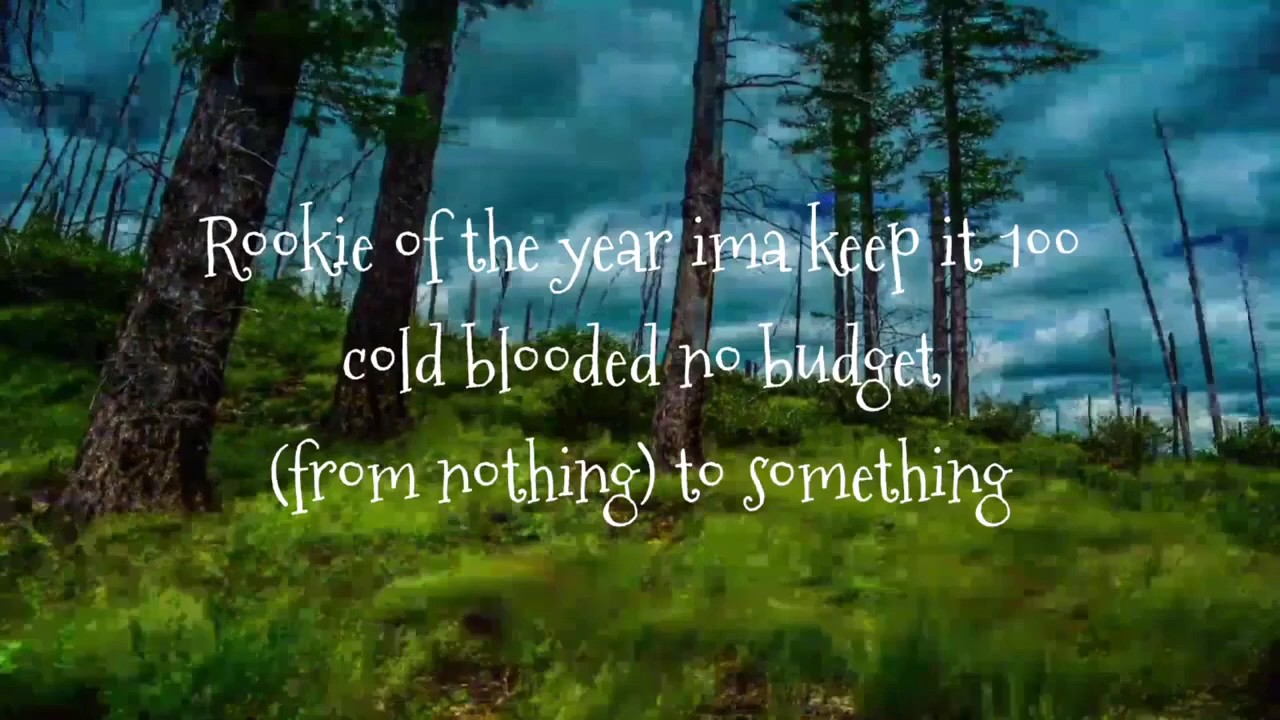 Rookie of the year ima keep it 100
cold blooded no budget
(from nothing) to something